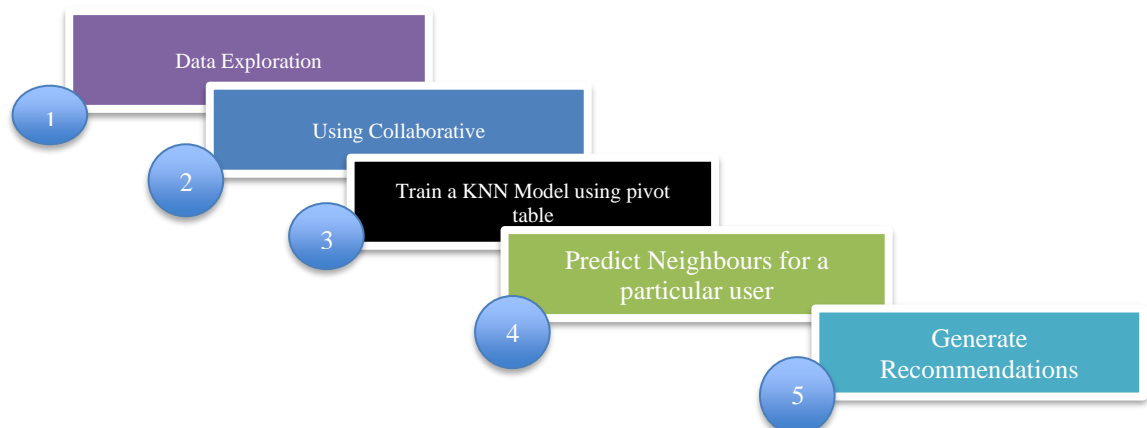 Data Exploration
1
Using Collaborative
2
Train a KNN Model using pivot
table
3
Predict Neighbours for a
particular user
4
Generate
Recommendations
5